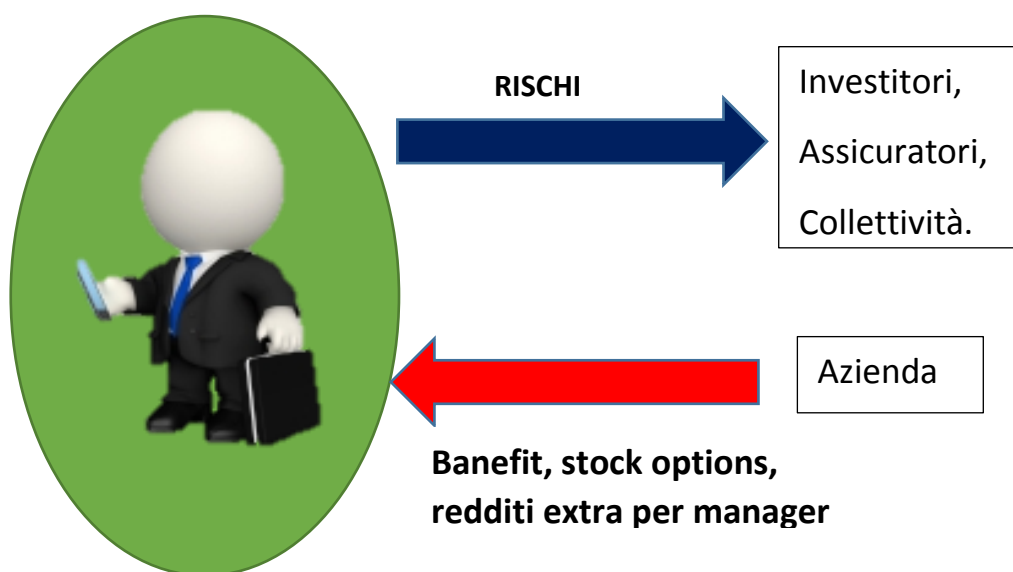 RISCHI
Investitori,
Assicuratori,
Collettività.
Azienda
Banefit, stock options,
redditi extra per manager